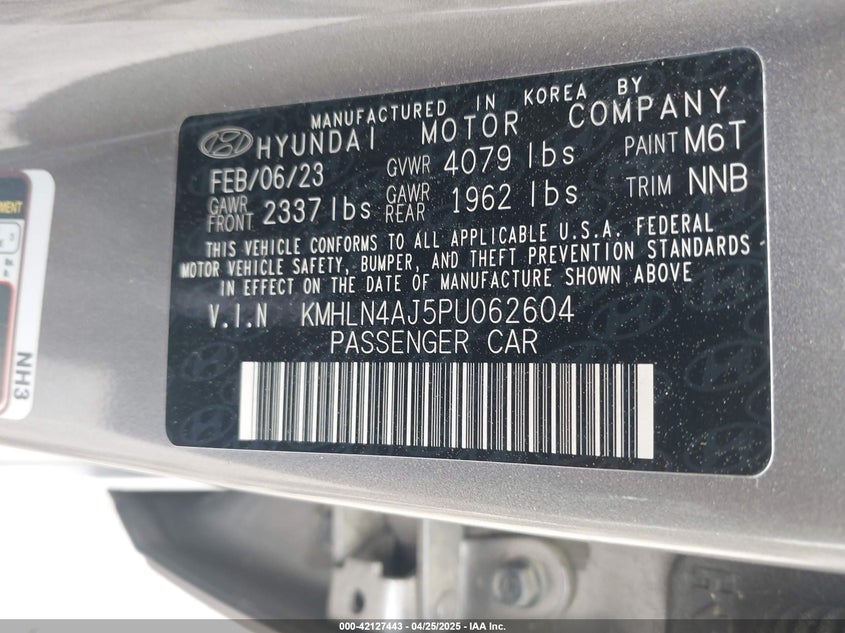 MANUFACTURED IN KOREA BY
HYUNDAI MOTOR COMPANY
FEB/06/23 GVWR 4079 lbs PAINT M6T
GAWR FRONT 2337 lbs GAWR REAR 1962 lbs TRIM NNB
THIS VEHICLE CONFORMS TO ALL APPLICABLE U.S.A. FEDERAL
MOTOR VEHICLE SAFETY, BUMPER, AND THEFT PREVENTION STANDARDS
IN EFFECT ON THE DATE OF MANUFACTURE SHOWN ABOVE
V.I.N KMHLN4AJ5PU062604
PASSENGER CAR
NH3
000-42127443 - 04/25/2025 - IAA Inc.